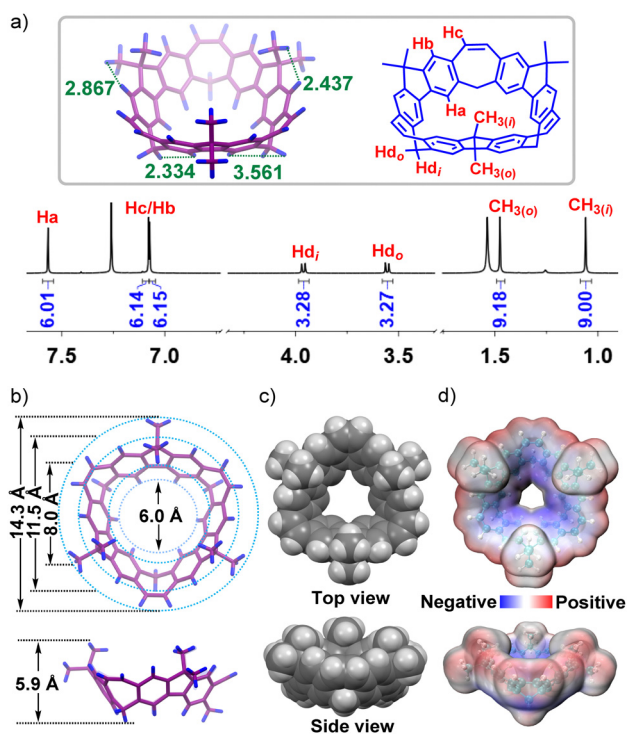 a)
2.867
2.437
2.334
3.561
Hc
Hb
Ha
CH3(i)
Hdo
Hdi
CH3(o)
Ha
Hc/Hb
Hdi
Hdo
CH3(o)
CH3(i)
6.01
6.14
6.15
3.28
3.27
9.18
9.00
7.5 7.0 4.0 3.5 1.5 1.0
b)
c)
d)
14.3 Å
11.5 Å
8.0 Å
6.0 Å
Top view
Negative Positive
5.9 Å
Side view